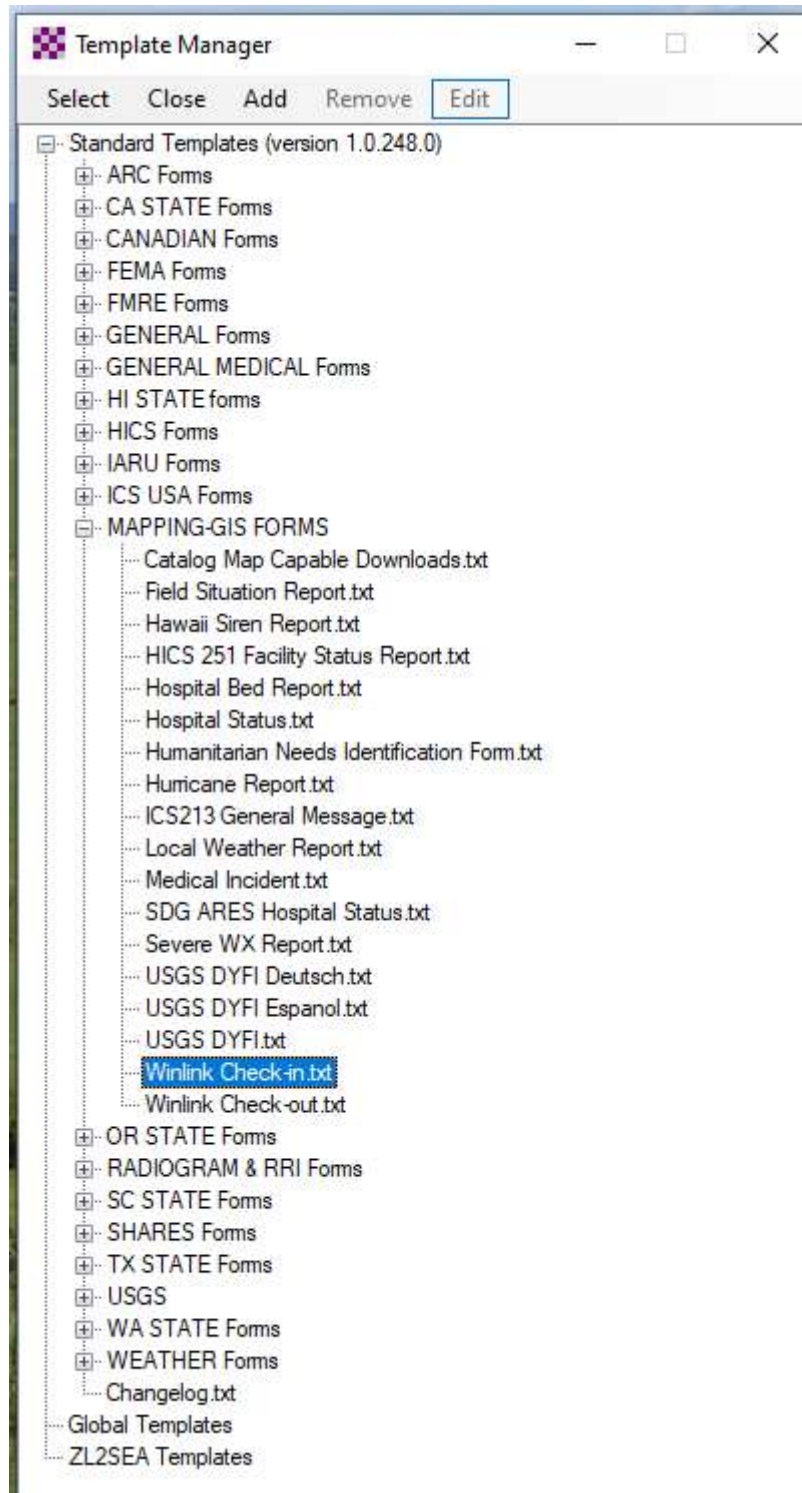 Template Manager
Select Close Add Remove Edit
Standard Templates (version 1.0.248.0)
ARC Forms
CA STATE Forms
CANADIAN Forms
FEMA Forms
FMRE Forms
GENERAL Forms
GENERAL MEDICAL Forms
HI STATE forms
HICS Forms
IARU Forms
ICS USA Forms
MAPPING-GIS FORMS
Catalog Map Capable Downloads.txt
Field Situation Report.txt
Hawaii Siren Report.txt
HICS 251 Facility Status Report.txt
Hospital Bed Report.txt
Hospital Status.txt
Humanitarian Needs Identification Form.txt
Hurricane Report.txt
ICS213 General Message.txt
Local Weather Report.txt
Medical Incident.txt
SDG ARES Hospital Status.txt
Severe WX Report.txt
USGS DYFI Deutsch.txt
USGS DYFI Espanol.txt
USGS DYFI.txt
Winlink Check-in.txt
Winlink Check-out.txt
OR STATE Forms
RADIOGRAM & RRI Forms
SC STATE Forms
SHARES Forms
TX STATE Forms
USGS
WA STATE Forms
WEATHER Forms
Changelog.txt
Global Templates
ZL2SEA Templates